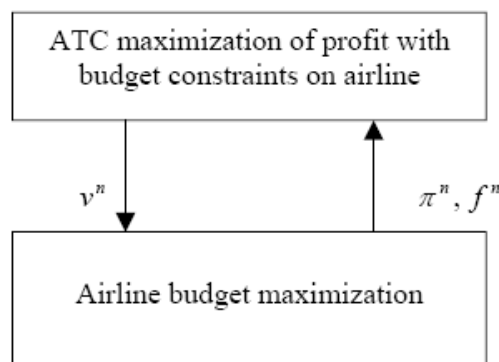 ATC maximization of profit with
budget constraints on airline
vⁿ
πⁿ, fⁿ
Airline budget maximization